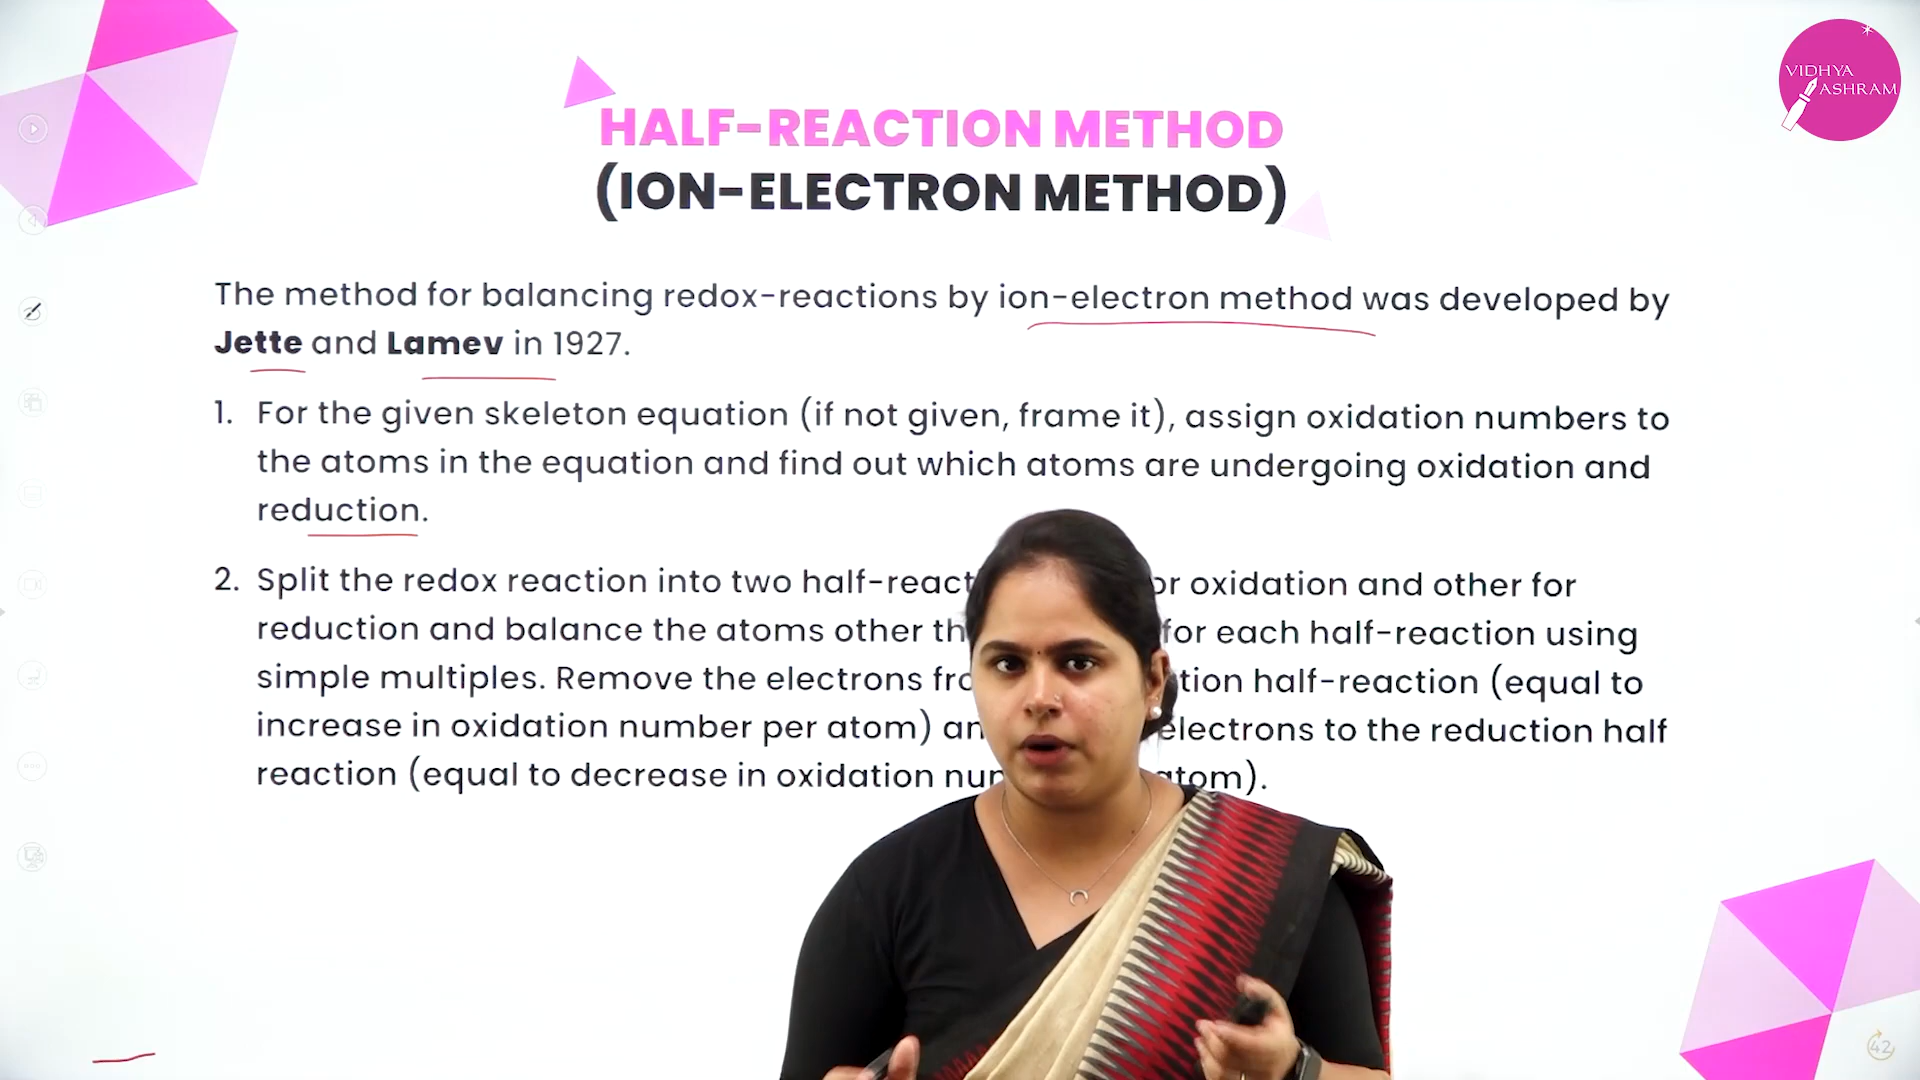 VIDHYA
ASHRAM
HALF-REACTION METHOD
(ION-ELECTRON METHOD)
The method for balancing redox-reactions by ion-electron method was developed by
Jette and Lamev in 1927.
1. For the given skeleton equation (if not given, frame it), assign oxidation numbers to
the atoms in the equation and find out which atoms are undergoing oxidation and
reduction.
2. Split the redox reaction into two half-react or oxidation and other for
reduction and balance the atoms other th for each half-reaction using
simple multiples. Remove the electrons fro tion half-reaction (equal to
increase in oxidation number per atom) an electrons to the reduction half
reaction (equal to decrease in oxidation num atom).
42